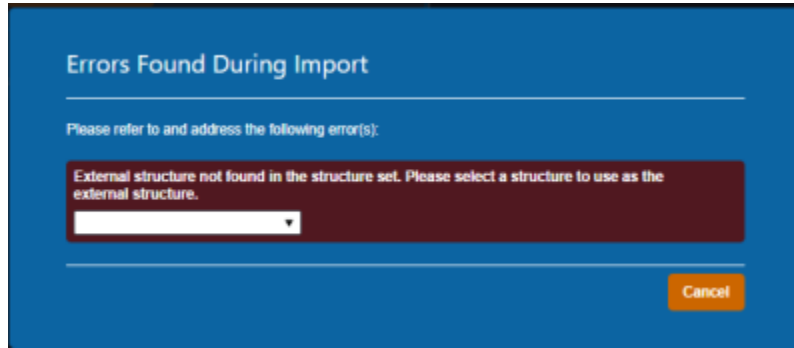 Errors Found During Import
Please refer to and address the following error(s):
External structure not found in the structure set. Please select a structure to use as the
external structure.
Cancel